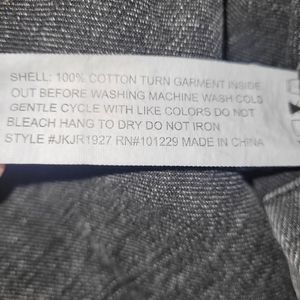 SHELL: 100% COTTON TURN GARMENT INSIDE
OUT BEFORE WASHING MACHINE WASH COLD
GENTLE CYCLE WITH LIKE COLORS DO NOT
BLEACH HANG TO DRY DO NOT IRON
STYLE #JKJR1927 RN#101229 MADE IN CHINA